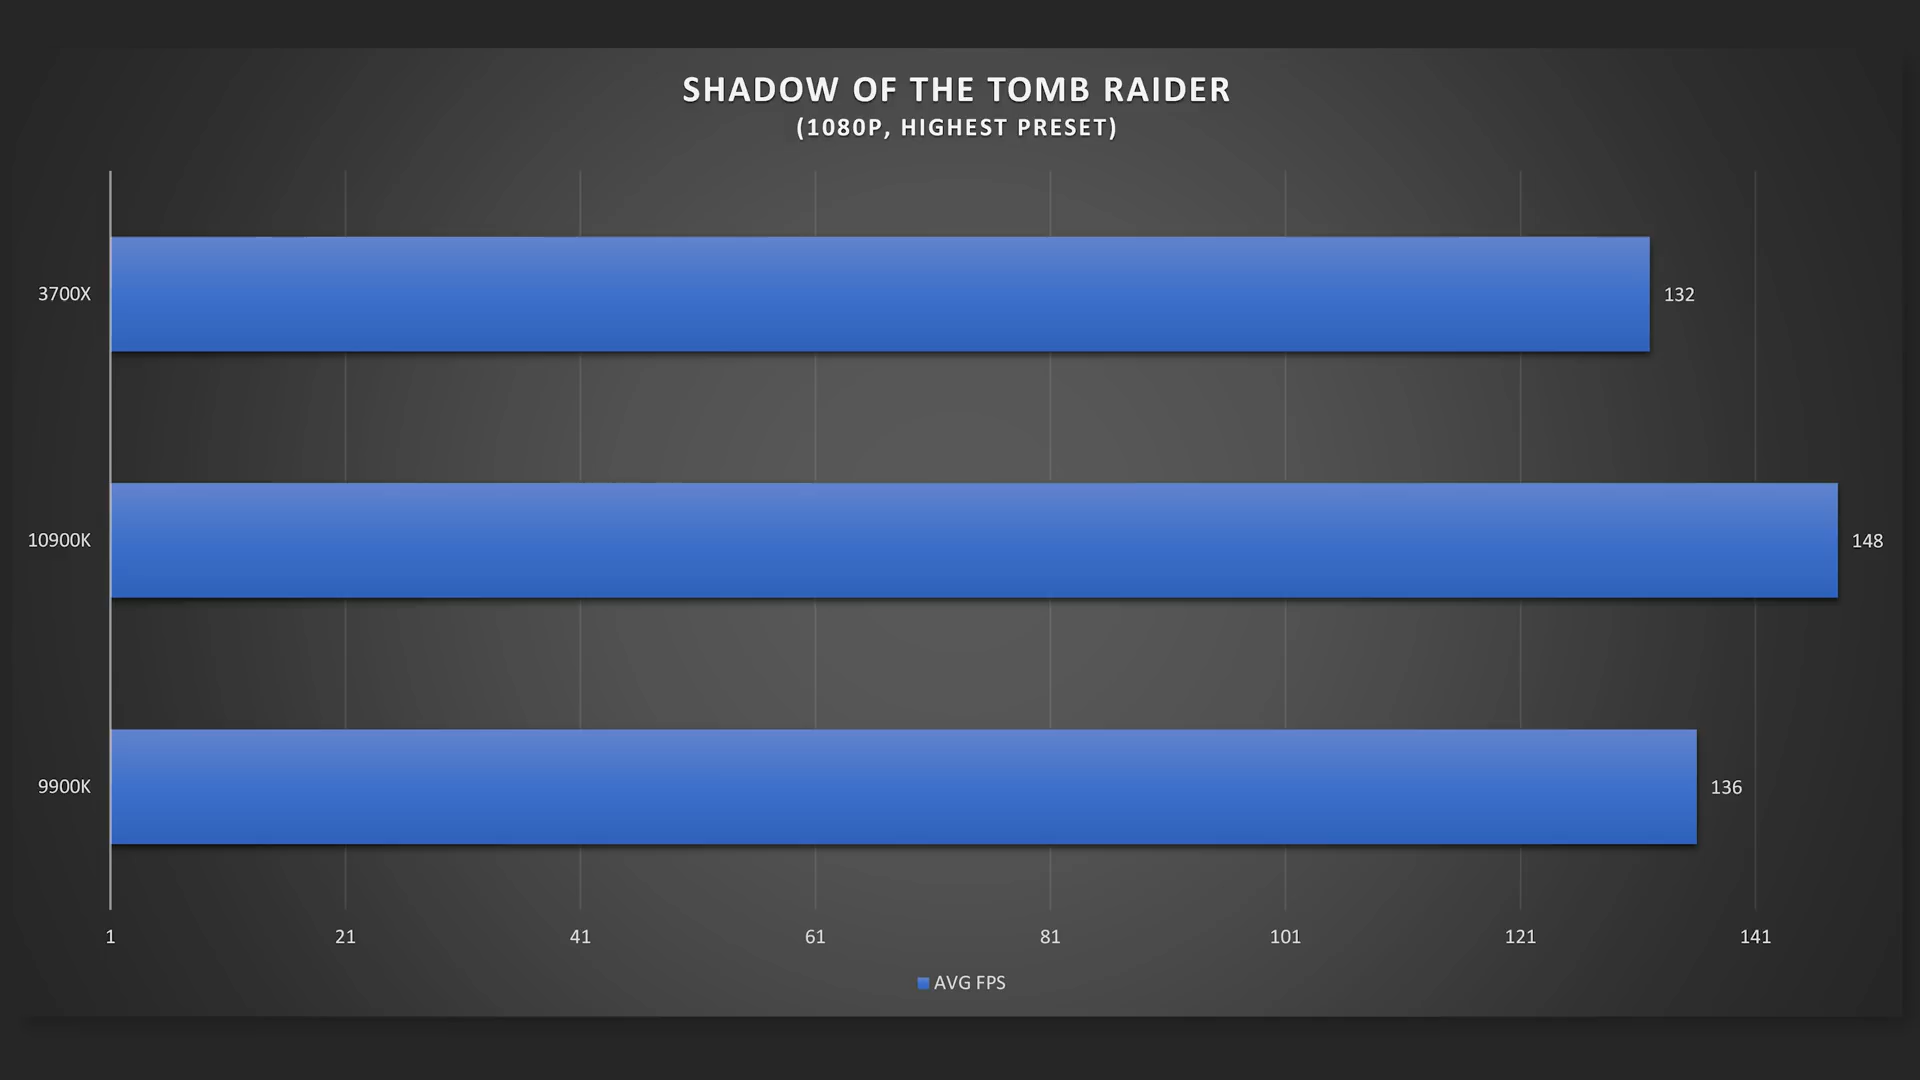 SHADOW OF THE TOMB RAIDER
(1080P, HIGHEST PRESET)
3700X
132
10900K
148
9900K
136
1 21 41 61 81 101 121 141
AVG FPS